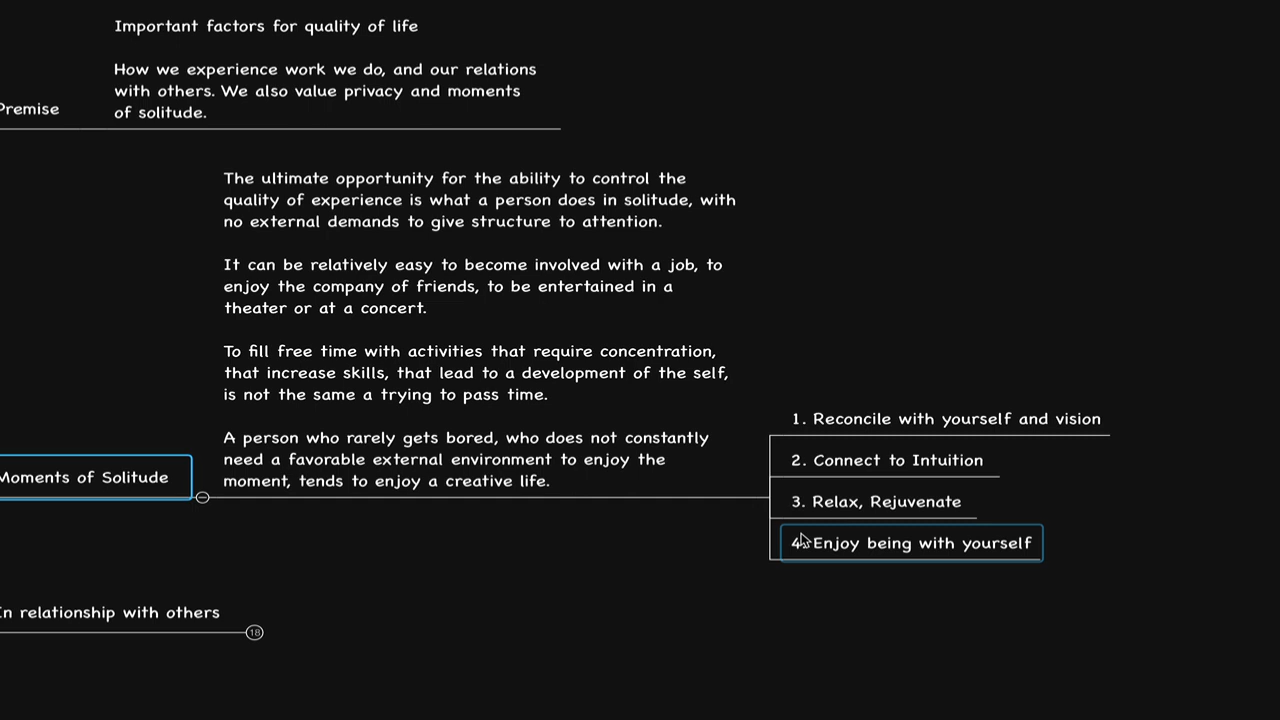 Important factors for quality of life
How we experience work we do, and our relations
with others. We also value privacy and moments
of solitude.
Premise
The ultimate opportunity for the ability to control the
quality of experience is what a person does in solitude, with
no external demands to give structure to attention.
It can be relatively easy to become involved with a job, to
enjoy the company of friends, to be entertained in a
theater or at a concert.
To fill free time with activities that require concentration,
that increase skills, that lead to a development of the self,
is not the same a trying to pass time.
A person who rarely gets bored, who does not constantly
need a favorable external environment to enjoy the
moment, tends to enjoy a creative life.
Moments of Solitude
1. Reconcile with yourself and vision
2. Connect to Intuition
3. Relax, Rejuvenate
4. Enjoy being with yourself
In relationship with others
18